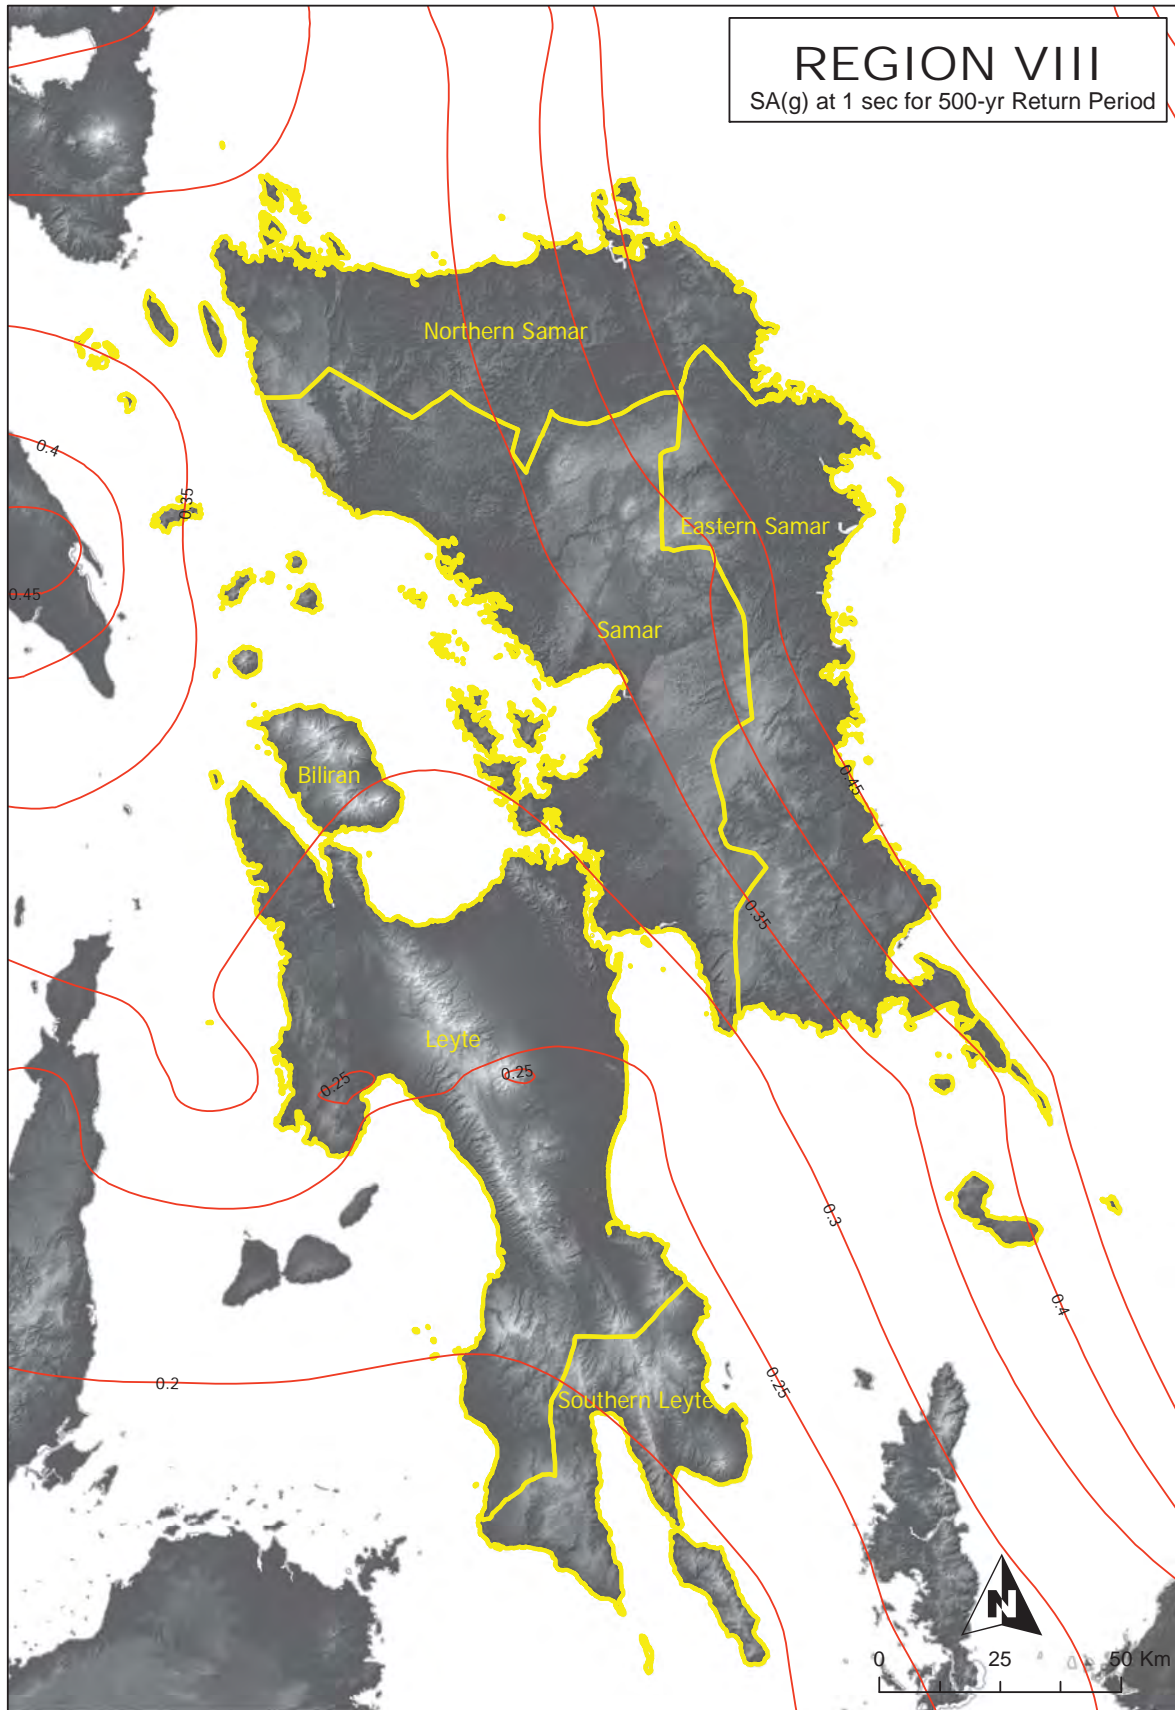 REGION VIII
SA(g) at 1 sec for 500-yr Return Period
Northern Samar
0.4
0.35
Eastern Samar
0.45
Samar
Biliran
0.45
0.35
Leyte
0.25
0.25
0.3
0.4
0.2
0.25
Southern Leyte
N
0 25 50 Km